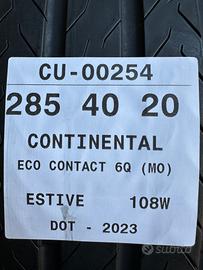 CU-00254
285 40 20
CONTINENTAL
ECO CONTACT 6Q (MO)
ESTIVE 108W
DOT - 2023
subito